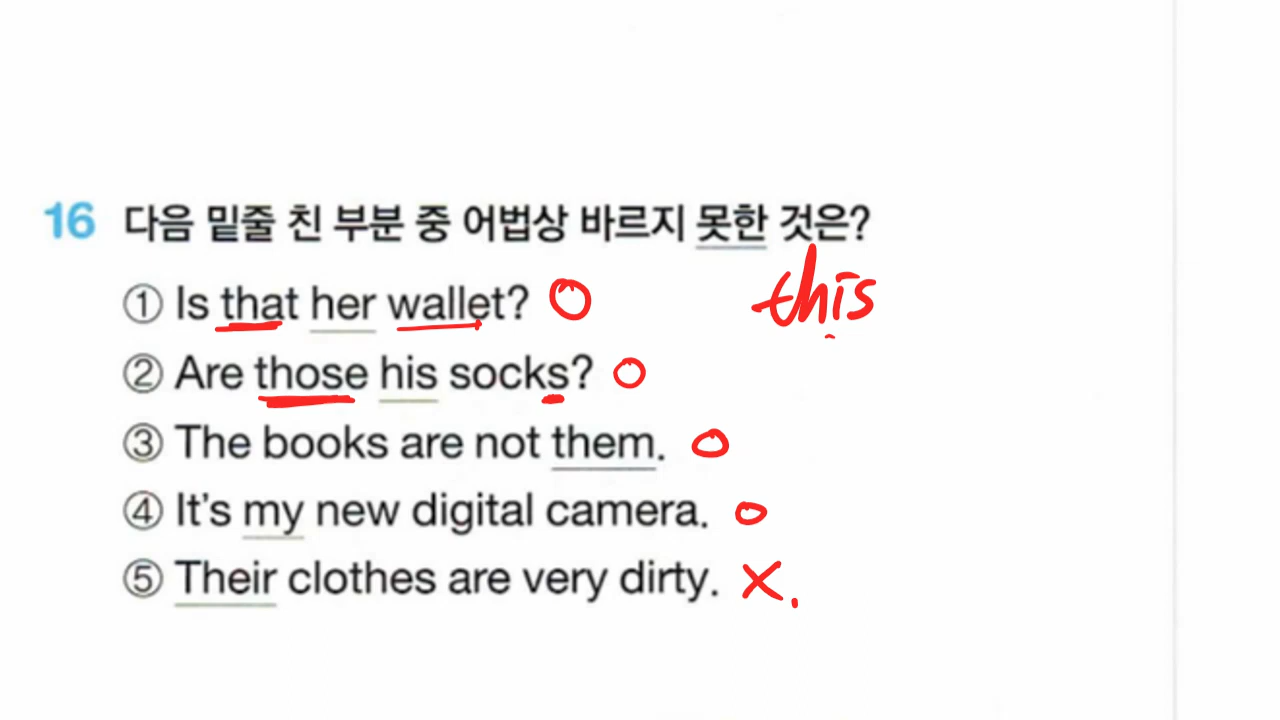 16 다음 밑줄 친 부분 중 어법상 바르지 못한 것은?
① Is that her wallet? O
this
② Are those his socks? O
③ The books are not them. O
④ It's my new digital camera. O
⑤ Their clothes are very dirty. X.